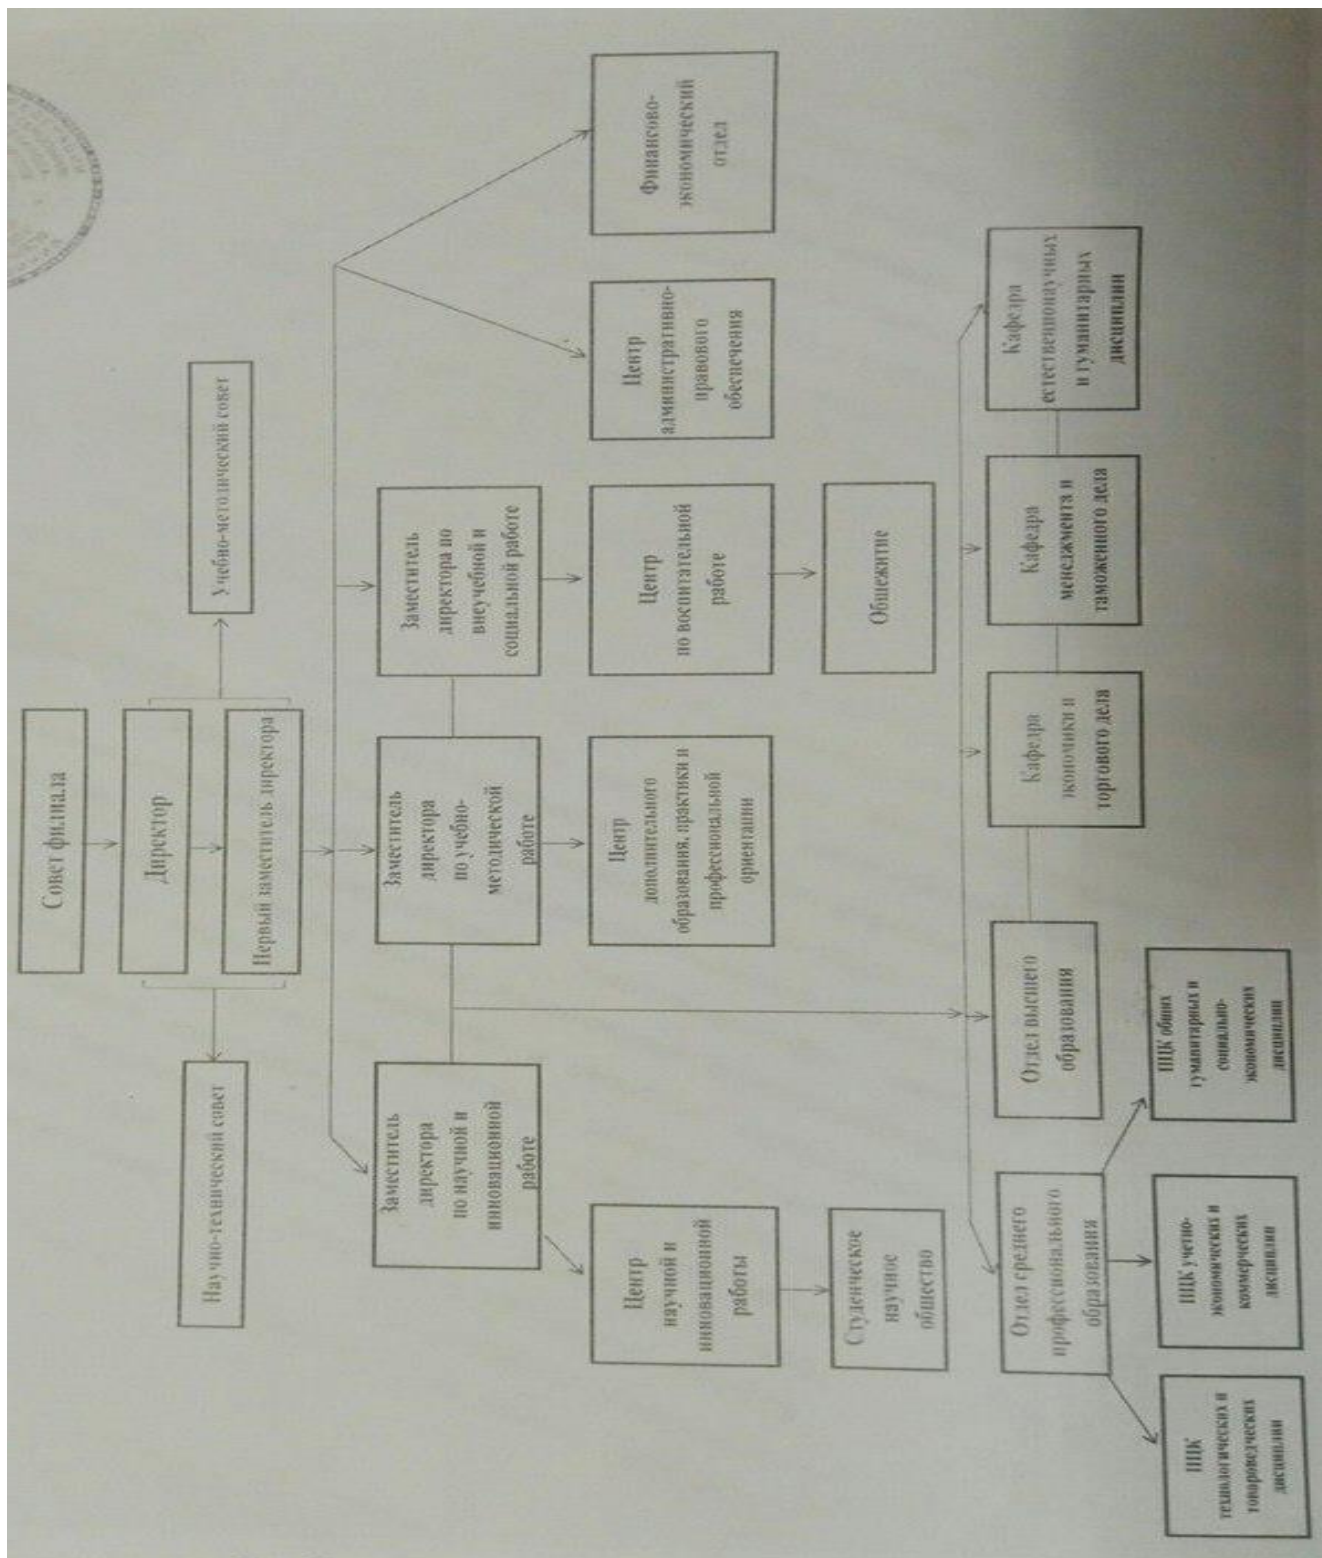 Совет филиала
Директор
Первый заместитель директора
Научно-технический совет
Учебно-методический совет
Заместитель
директора
по научной и
инновационной
работе
Заместитель
директора
по учебно-
методической
работе
Заместитель
директора по
внеучебной и
социальной работе
Центр
научной и
инновационной
работы
Центр
дополнительного
образования, практики и
профессиональной
ориентации
Центр
по воспитательной
работе
Центр
административно-
правового
обеспечения
Финансово-
экономический
отдел
Студенческое
научное
общество
Общежитие
Отдел среднего
профессионального
образования
Отдел высшего
образования
Кафедра
экономики и
торгового дела
Кафедра
менеджмента и
таможенного дела
Кафедра
естественнонаучных
и гуманитарных
дисциплин
ПЦК
технологических и
товароведческих
дисциплин
ПЦК учетно-
экономических и
коммерческих
дисциплин
ПЦК общих
гуманитарных и
социально-
экономических
дисциплин